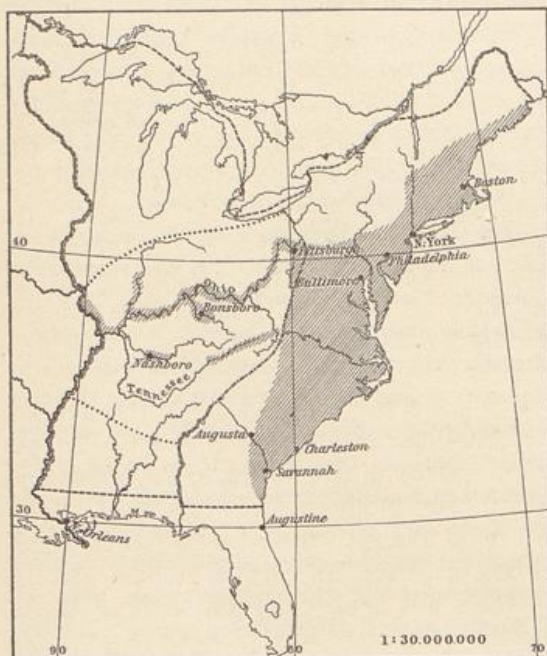 Boston
N.York
40
Pittsburg
Philadelphia
Baltimore
Ohio
Bonsboro
Nashboro
Tennessee
Augusta
Charleston
Savannah
30
Augustine
Orleans
1:30.000.000
90
80
70